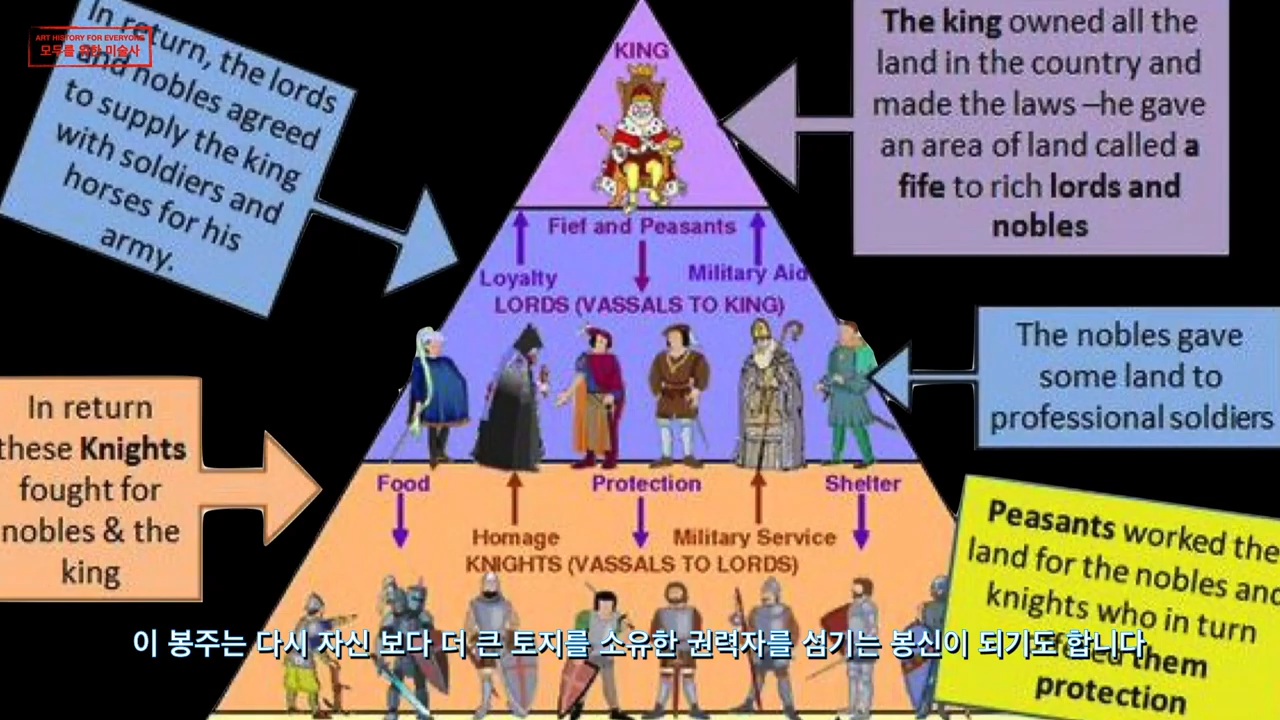 ART HISTORY FOR EVERYONE
모두를 위한 미술사
In return, the lords
and nobles agreed
to supply the king
with soldiers and
horses for his
army.
KING
The king owned all the
land in the country and
made the laws –he gave
an area of land called a
fife to rich lords and
nobles
Fief and Peasants
Loyalty
Military Aid
LORDS (VASSALS TO KING)
The nobles gave
some land to
professional soldiers
In return
these Knights
fought for
nobles & the
king
Food
Protection
Shelter
Homage
Military Service
KNIGHTS (VASSALS TO LORDS)
Peasants worked the
land for the nobles and
knights who in turn
them
protection
이 봉주는 다시 자신 보다 더 큰 토지를 소유한 권력자를 섬기는 봉신이 되기도 합니다